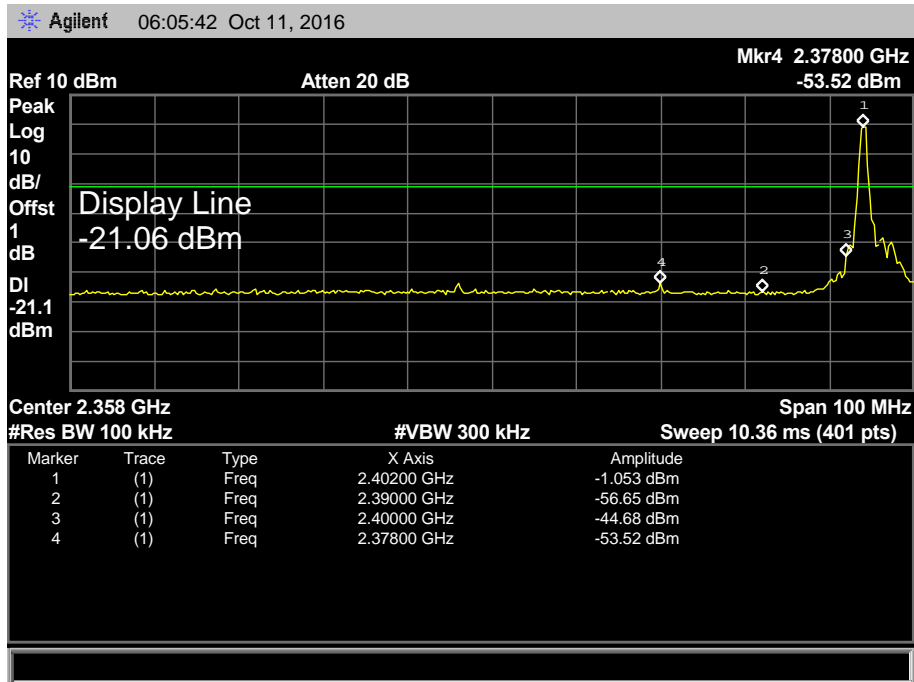 Agilent 06:05:42 Oct 11, 2016
Mkr4 2.37800 GHz
Ref 10 dBm Atten 20 dB -53.52 dBm
Peak
Log
10
dB/
Offst
1
dB
DI
-21.1
dBm
Display Line
-21.06 dBm
1
3
4
2
Center 2.358 GHz Span 100 MHz
#Res BW 100 kHz #VBW 300 kHz Sweep 10.36 ms (401 pts)
Marker Trace Type X Axis Amplitude
1 (1) Freq 2.40200 GHz -1.053 dBm
2 (1) Freq 2.39000 GHz -56.65 dBm
3 (1) Freq 2.40000 GHz -44.68 dBm
4 (1) Freq 2.37800 GHz -53.52 dBm